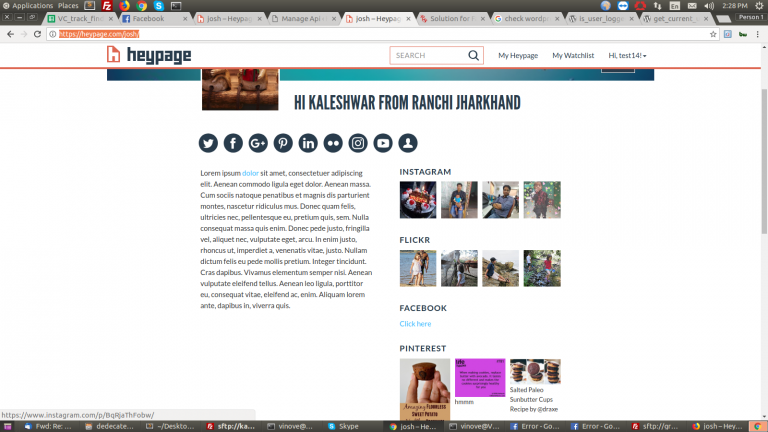 Applications Places
En
2:28 PM
VC_track_find
Facebook
josh – Heypage
Manage Api
josh – Heypage
Solution for
check wordpr
is_user_logge
get_current_
Person 1
https://heypage.com/josh/
heypage
SEARCH
My Heypage
My Watchlist
Hi, test14!
HI KALESHWAR FROM RANCHI JHARKHAND
Lorem ipsum dolor sit amet, consectetuer adipiscing
elit. Aenean commodo ligula eget dolor. Aenean massa.
Cum sociis natoque penatibus et magnis dis parturient
montes, nascetur ridiculus mus. Donec quam felis,
ultricies nec, pellentesque eu, pretium quis, sem. Nulla
consequat massa quis enim. Donec pede justo, fringilla
vel, aliquet nec, vulputate eget, arcu. In enim justo,
rhoncus ut, imperdiet a, venenatis vitae, justo. Nullam
dictum felis eu pede mollis pretium. Integer tincidunt.
Cras dapibus. Vivamus elementum semper nisi. Aenean
vulputate eleifend tellus. Aenean leo ligula, porttitor
eu, consequat vitae, eleifend ac, enim. Aliquam lorem
ante, dapibus in, viverra quis.
INSTAGRAM
FLICKR
FACEBOOK
Click here
PINTEREST
Amazing FLOURLESS
SWEET POTATO
hmmm
Salted Paleo
Sunbutter Cups
Recipe by @draxe
https://www.instagram.com/p/BqRjaThFobw/
Fwd: Re: ...
dedecate...
~/Deskto...
sftp://ka...
vinove@...
Skype
josh – He...
vinove@V...
Error - Go...
Error - Go...
sftp://qr...
josh – He...